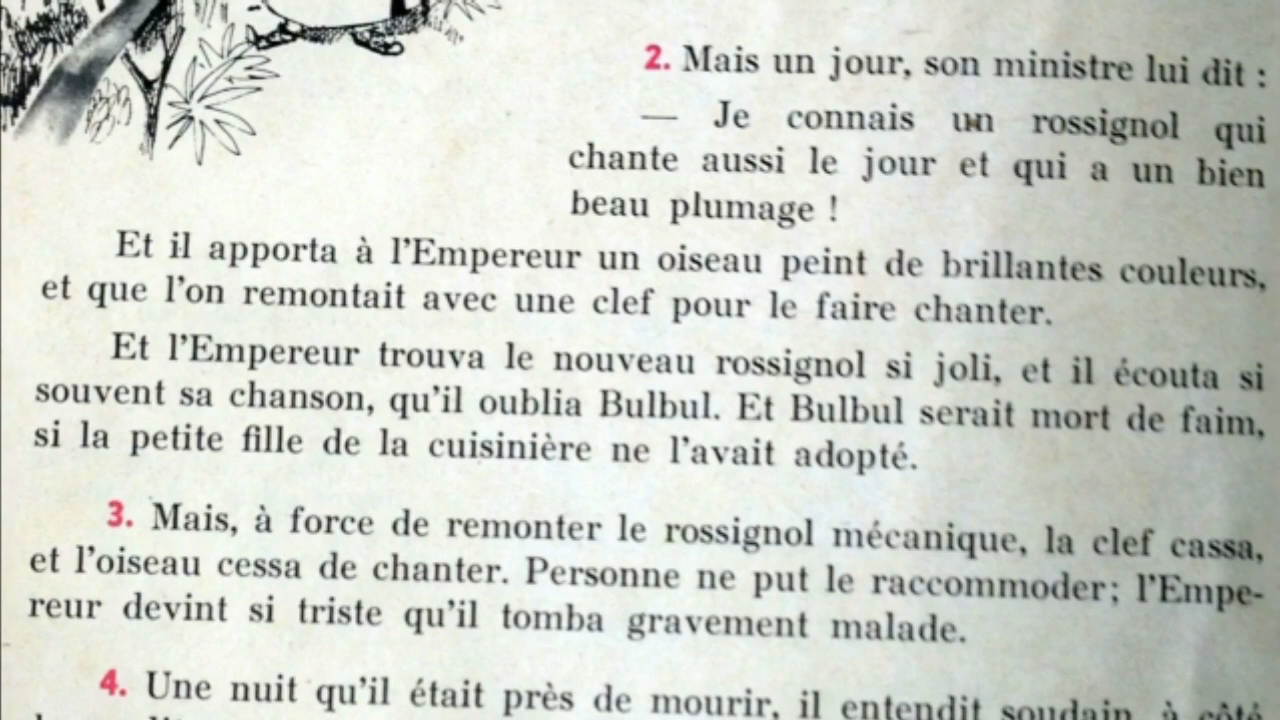 2. Mais un jour, son ministre lui dit :
— Je connais un rossignol qui
chante aussi le jour et qui a un bien
beau plumage !
Et il apporta à l'Empereur un oiseau peint de brillantes couleurs,
et que l'on remontait avec une clef pour le faire chanter.
Et l'Empereur trouva le nouveau rossignol si joli, et il écouta si
souvent sa chanson, qu'il oublia Bulbul. Et Bulbul serait mort de faim,
si la petite fille de la cuisinière ne l'avait adopté.
3. Mais, à force de remonter le rossignol mécanique, la clef cassa,
et l'oiseau cessa de chanter. Personne ne put le raccommoder; l'Empe-
reur devint si triste qu'il tomba gravement malade.
4. Une nuit qu'il était près de mourir, il entendit soudain, à côté